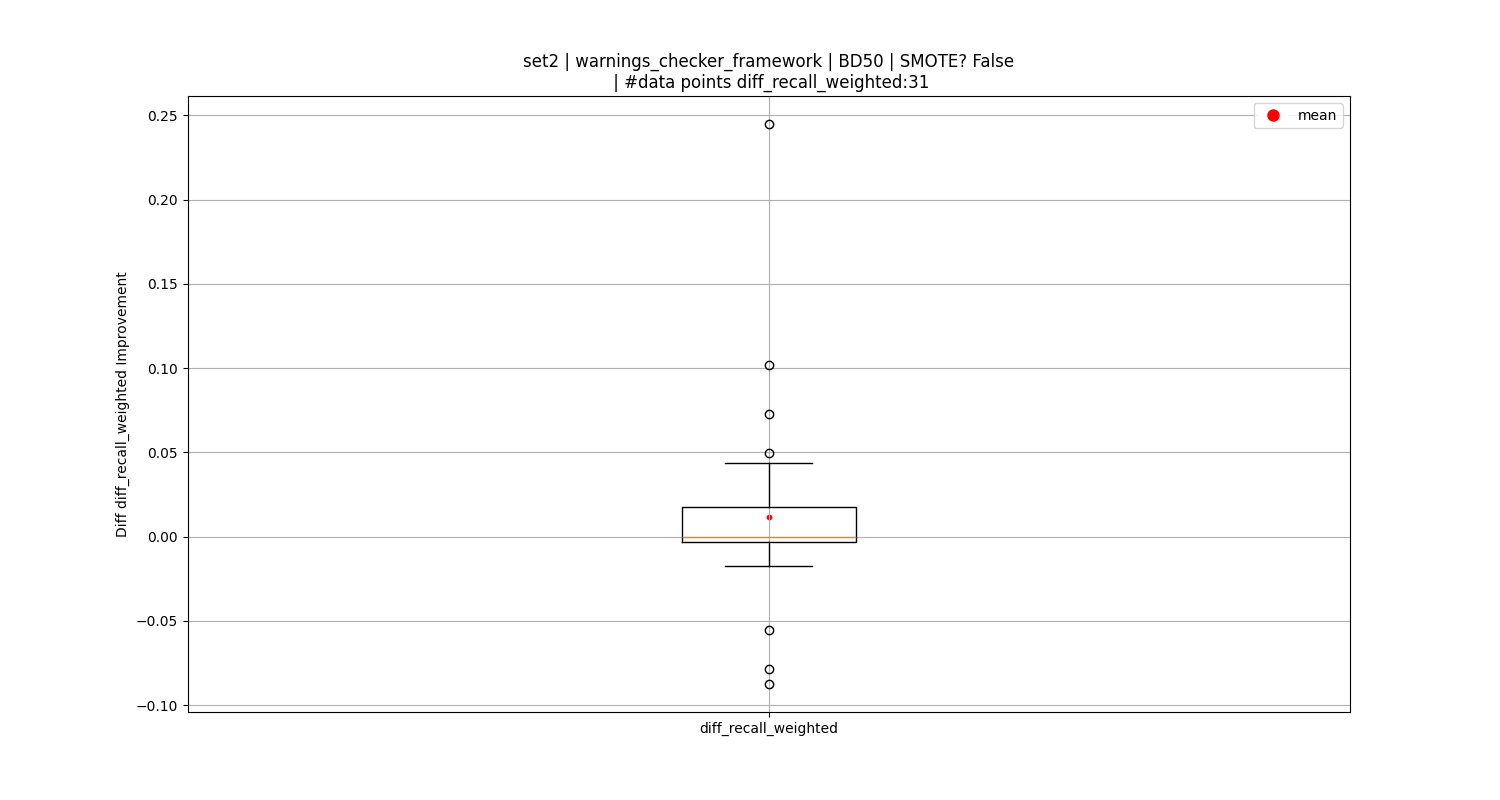 set2 | warnings_checker_framework | BD50 | SMOTE? False
| #data points diff_recall_weighted:31
mean
0.25
0.20
0.15
0.10
0.05
0.00
−0.05
−0.10
Diff diff_recall_weighted Improvement
diff_recall_weighted